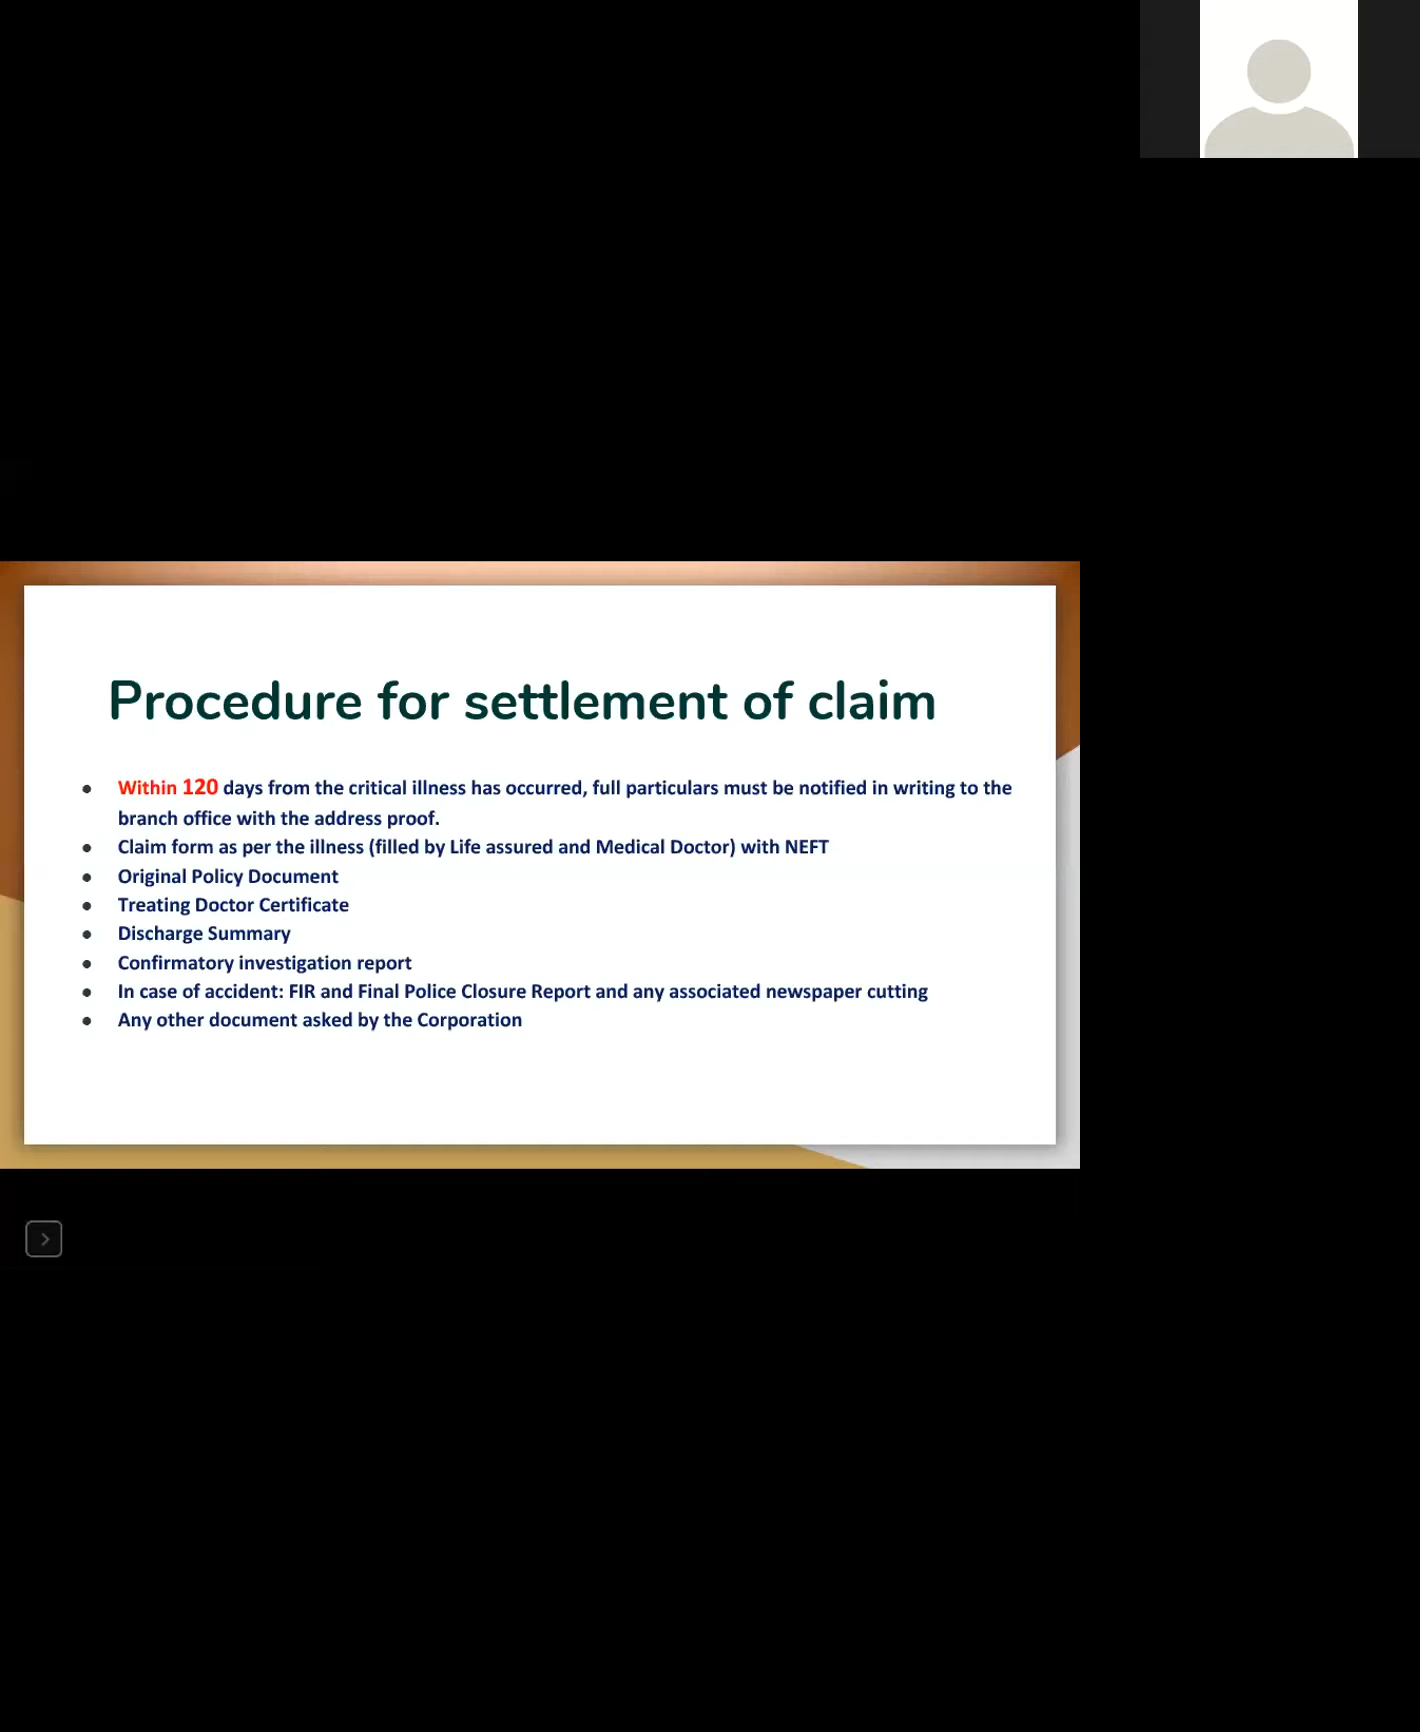 Procedure for settlement of claim
● Within 120 days from the critical illness has occurred, full particulars must be notified in writing to the
branch office with the address proof.
● Claim form as per the illness (filled by Life assured and Medical Doctor) with NEFT
● Original Policy Document
● Treating Doctor Certificate
● Discharge Summary
● Confirmatory investigation report
● In case of accident: FIR and Final Police Closure Report and any associated newspaper cutting
● Any other document asked by the Corporation